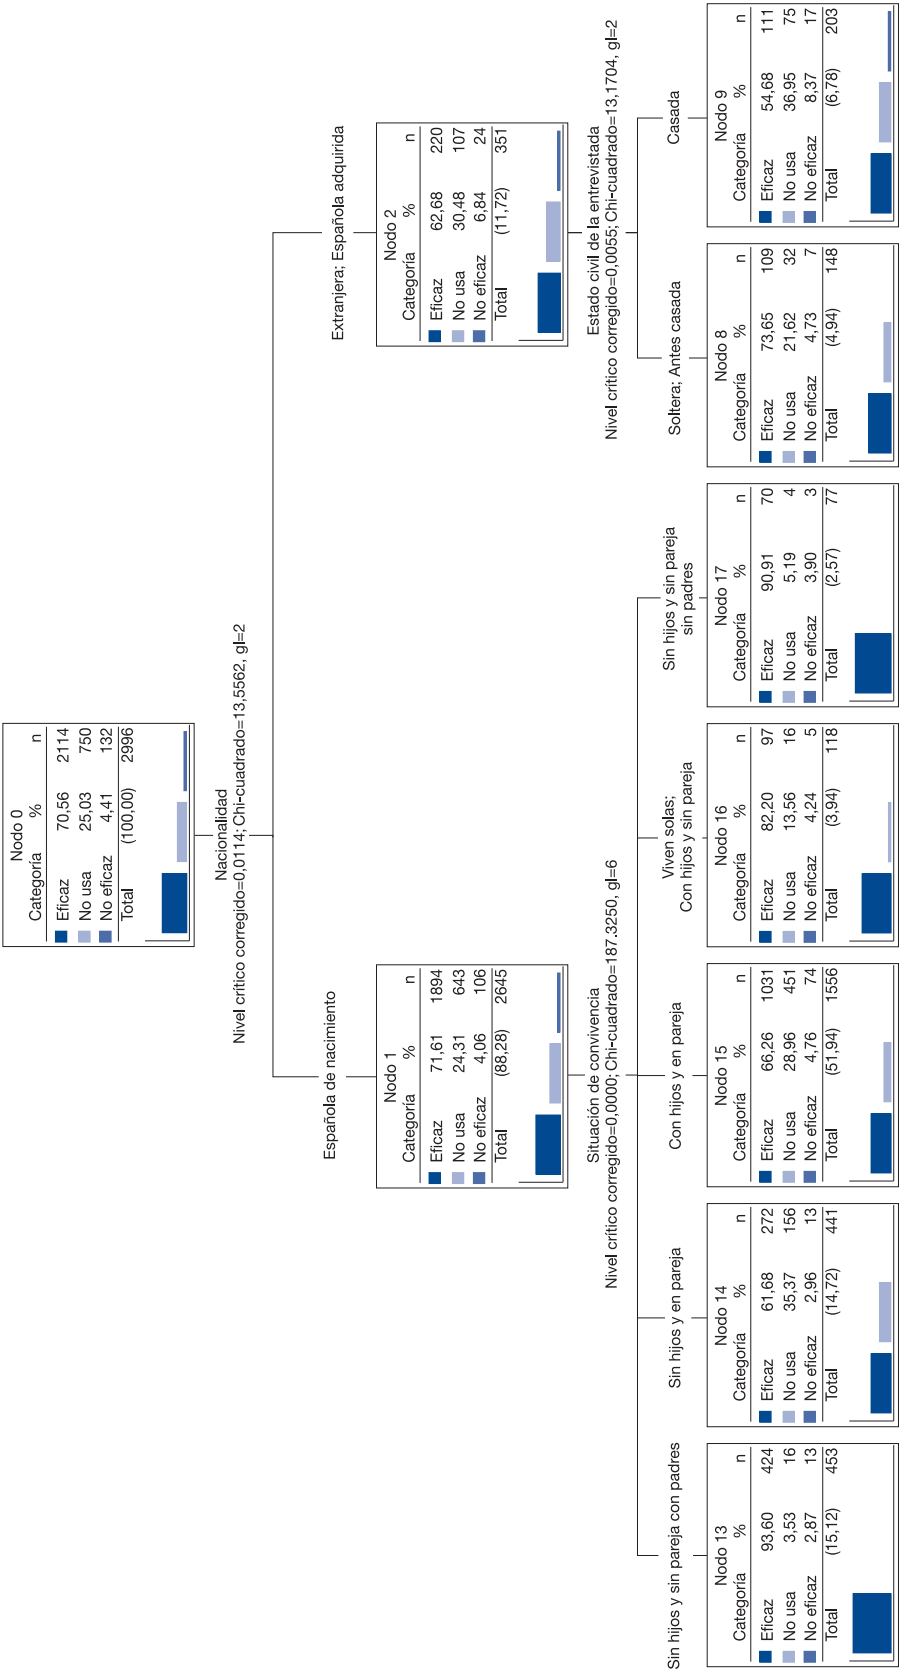 Nodo 0
Categoría % n
Eficaz 70,56 2114
No usa 25,03 750
No eficaz 4,41 132
Total (100,00) 2996
Nacionalidad
Nivel crítico corregido=0,0114; Chi-cuadrado=13,5562, gl=2
Española de nacimiento
Extranjera; Española adquirida
Nodo 1
Categoría % n
Eficaz 71,61 1894
No usa 24,31 643
No eficaz 4,06 106
Total (88,28) 2645
Nodo 2
Categoría % n
Eficaz 62,68 220
No usa 30,48 107
No eficaz 6,84 24
Total (11,72) 351
Situación de convivencia
Nivel crítico corregido=0,0000; Chi-cuadrado=187.3250, gl=6
Estado civil de la entrevistada
Nivel crítico corregido=0,0055; Chi-cuadrado=13,1704, gl=2
Sin hijos y sin pareja con padres
Sin hijos y en pareja
Con hijos y en pareja
Viven solas;
Con hijos y sin pareja
Sin hijos y sin pareja
sin padres
Soltera; Antes casada
Casada
Nodo 13
Categoría % n
Eficaz 93,60 424
No usa 3,53 16
No eficaz 2,87 13
Total (15,12) 453
Nodo 14
Categoría % n
Eficaz 61,68 272
No usa 35,37 156
No eficaz 2,96 13
Total (14,72) 441
Nodo 15
Categoría % n
Eficaz 66,26 1031
No usa 28,96 451
No eficaz 4,76 74
Total (51,94) 1556
Nodo 16
Categoría % n
Eficaz 82,20 97
No usa 13,56 16
No eficaz 4,24 5
Total (3,94) 118
Nodo 17
Categoría % n
Eficaz 90,91 70
No usa 5,19 4
No eficaz 3,90 3
Total (2,57) 77
Nodo 8
Categoría % n
Eficaz 73,65 109
No usa 21,62 32
No eficaz 4,73 7
Total (4,94) 148
Nodo 9
Categoría % n
Eficaz 54,68 111
No usa 36,95 75
No eficaz 8,37 17
Total (6,78) 203